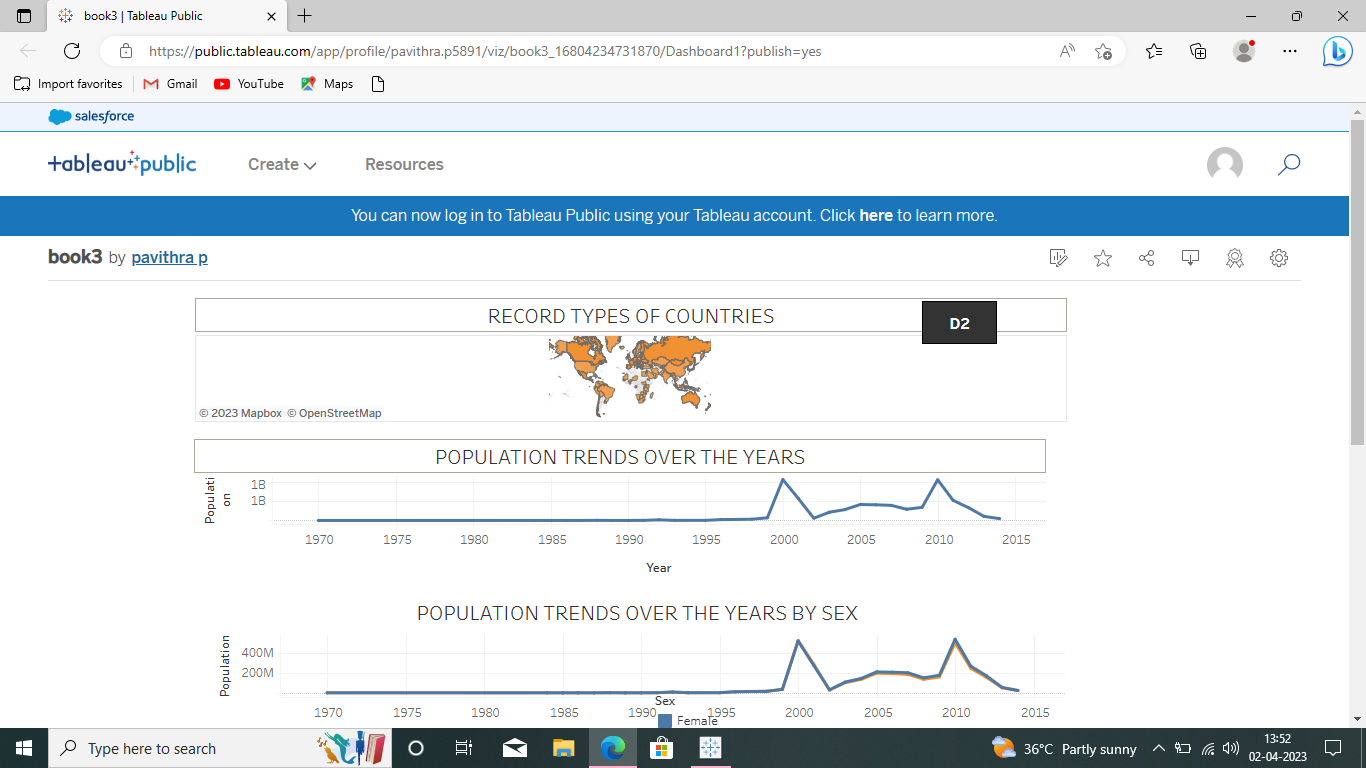 book3 | Tableau Public
https://public.tableau.com/app/profile/pavithra.p5891/viz/book3_16804234731870/Dashboard1?publish=yes
Import favorites Gmail YouTube Maps
salesforce
+ableau+public Create Resources
You can now log in to Tableau Public using your Tableau account. Click here to learn more.
book3 by pavithra p
RECORD TYPES OF COUNTRIES
D2
© 2023 Mapbox © OpenStreetMap
POPULATION TRENDS OVER THE YEARS
Populati
on
1B
1B
1970 1975 1980 1985 1990 1995 2000 2005 2010 2015
Year
POPULATION TRENDS OVER THE YEARS BY SEX
Population
400M
200M
Sex
1970 1975 1980 1985 1990 1995 2000 2005 2010 2015
Female
Type here to search
36°C Partly sunny
13:52
02-04-2023